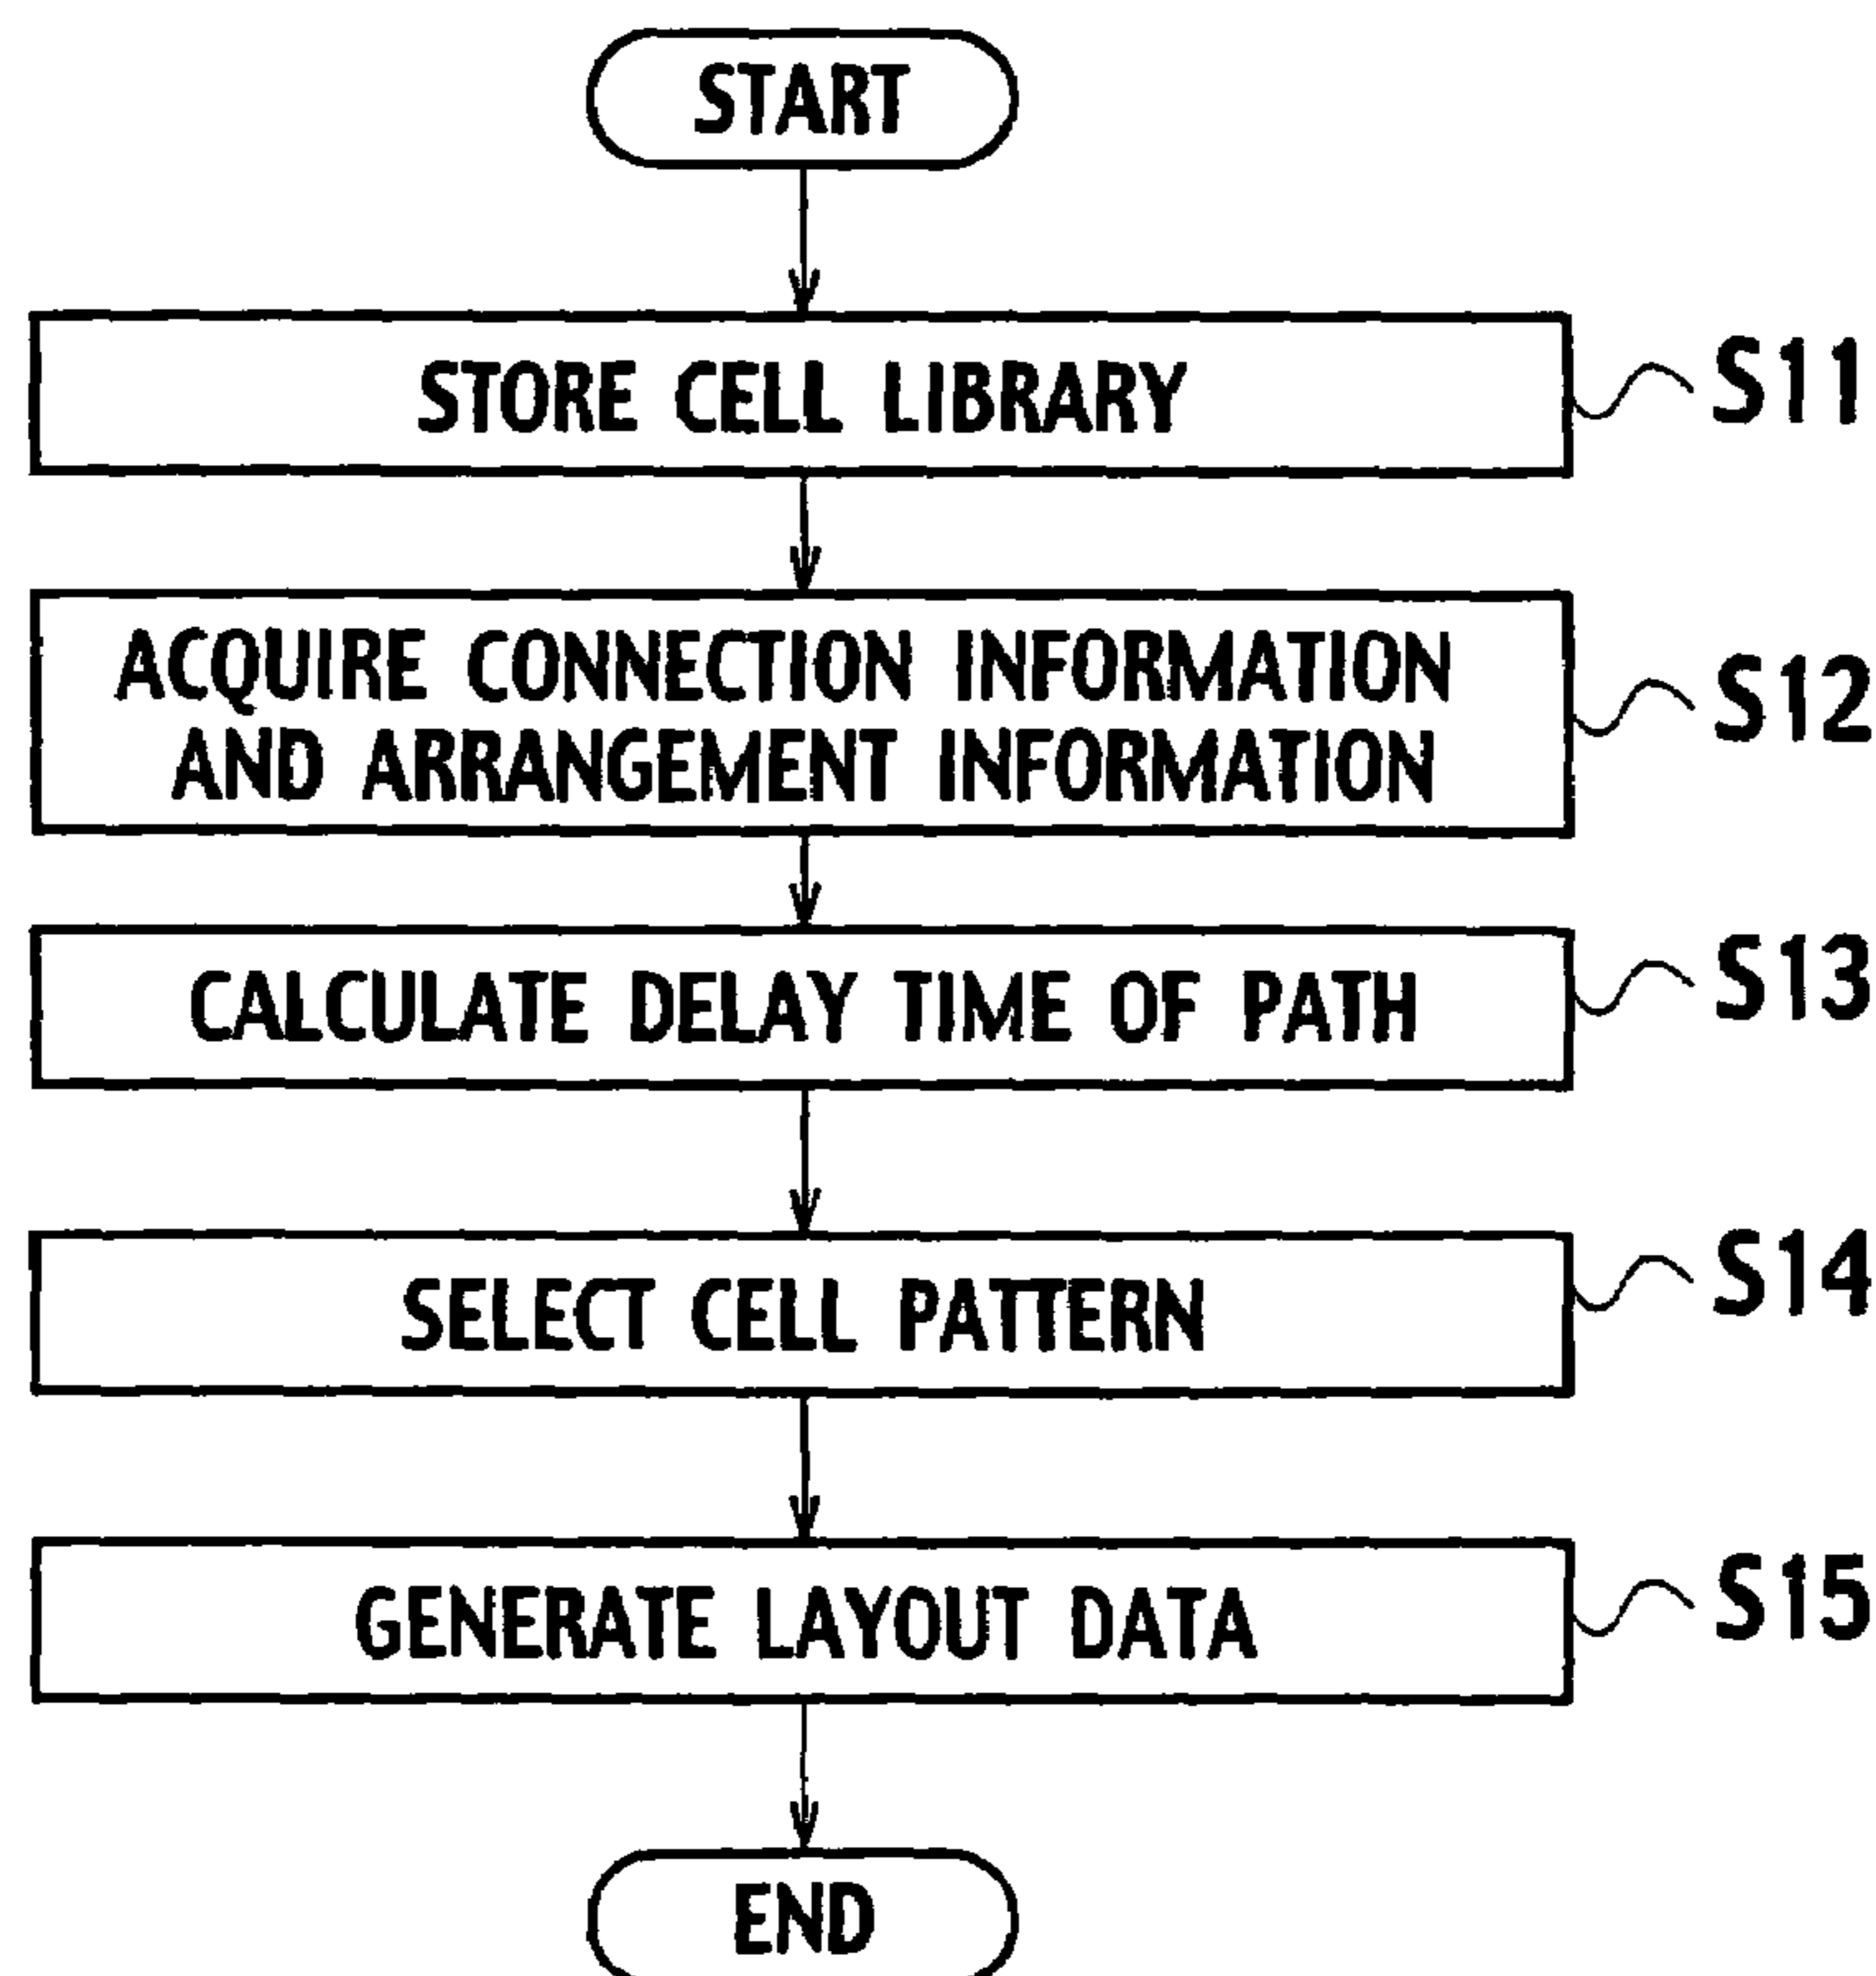 START
STORE CELL LIBRARY
S11
ACQUIRE CONNECTION INFORMATION
AND ARRANGEMENT INFORMATION
S12
CALCULATE DELAY TIME OF PATH
S13
SELECT CELL PATTERN
S14
GENERATE LAYOUT DATA
S15
END